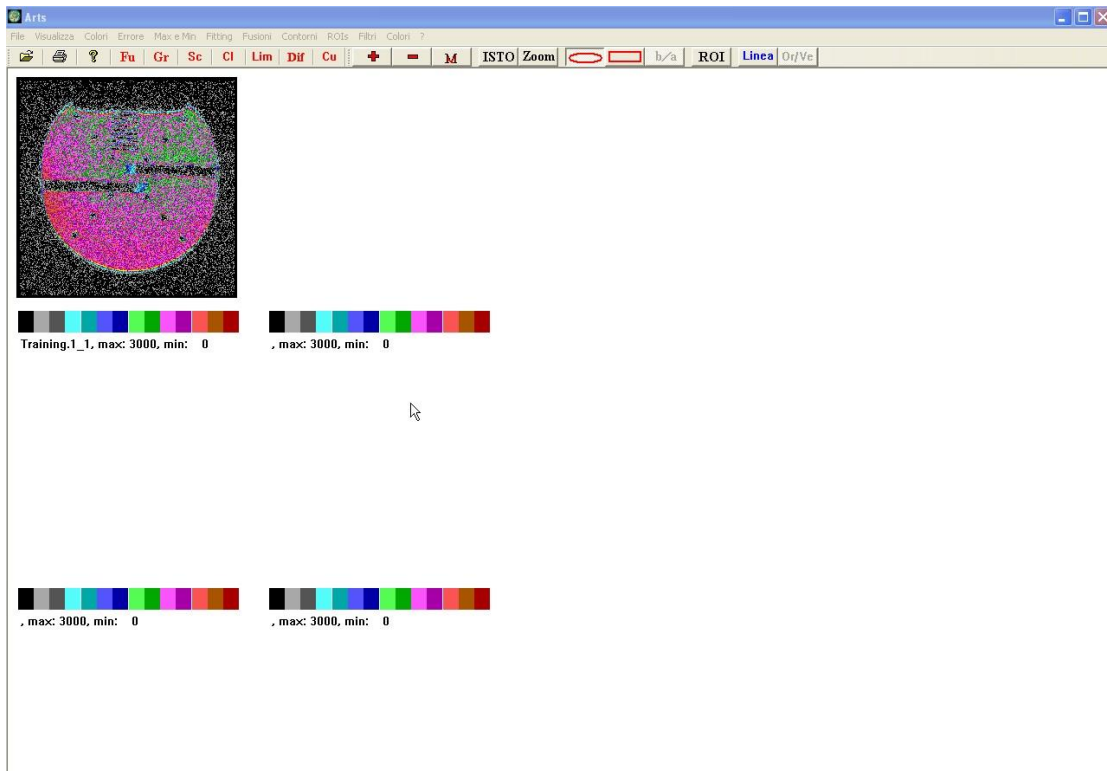 Arts
File Visualizza Colori Errore Max e Min Fitting Fusioni Contorni ROIs Filtri Colori ?
? Fu Gr Sc Cl Lim Dif Cu + - M ISTO Zoom b/a ROI Linea Or/Ve
Training.1_1, max: 3000, min: 0 , max: 3000, min: 0
, max: 3000, min: 0 , max: 3000, min: 0